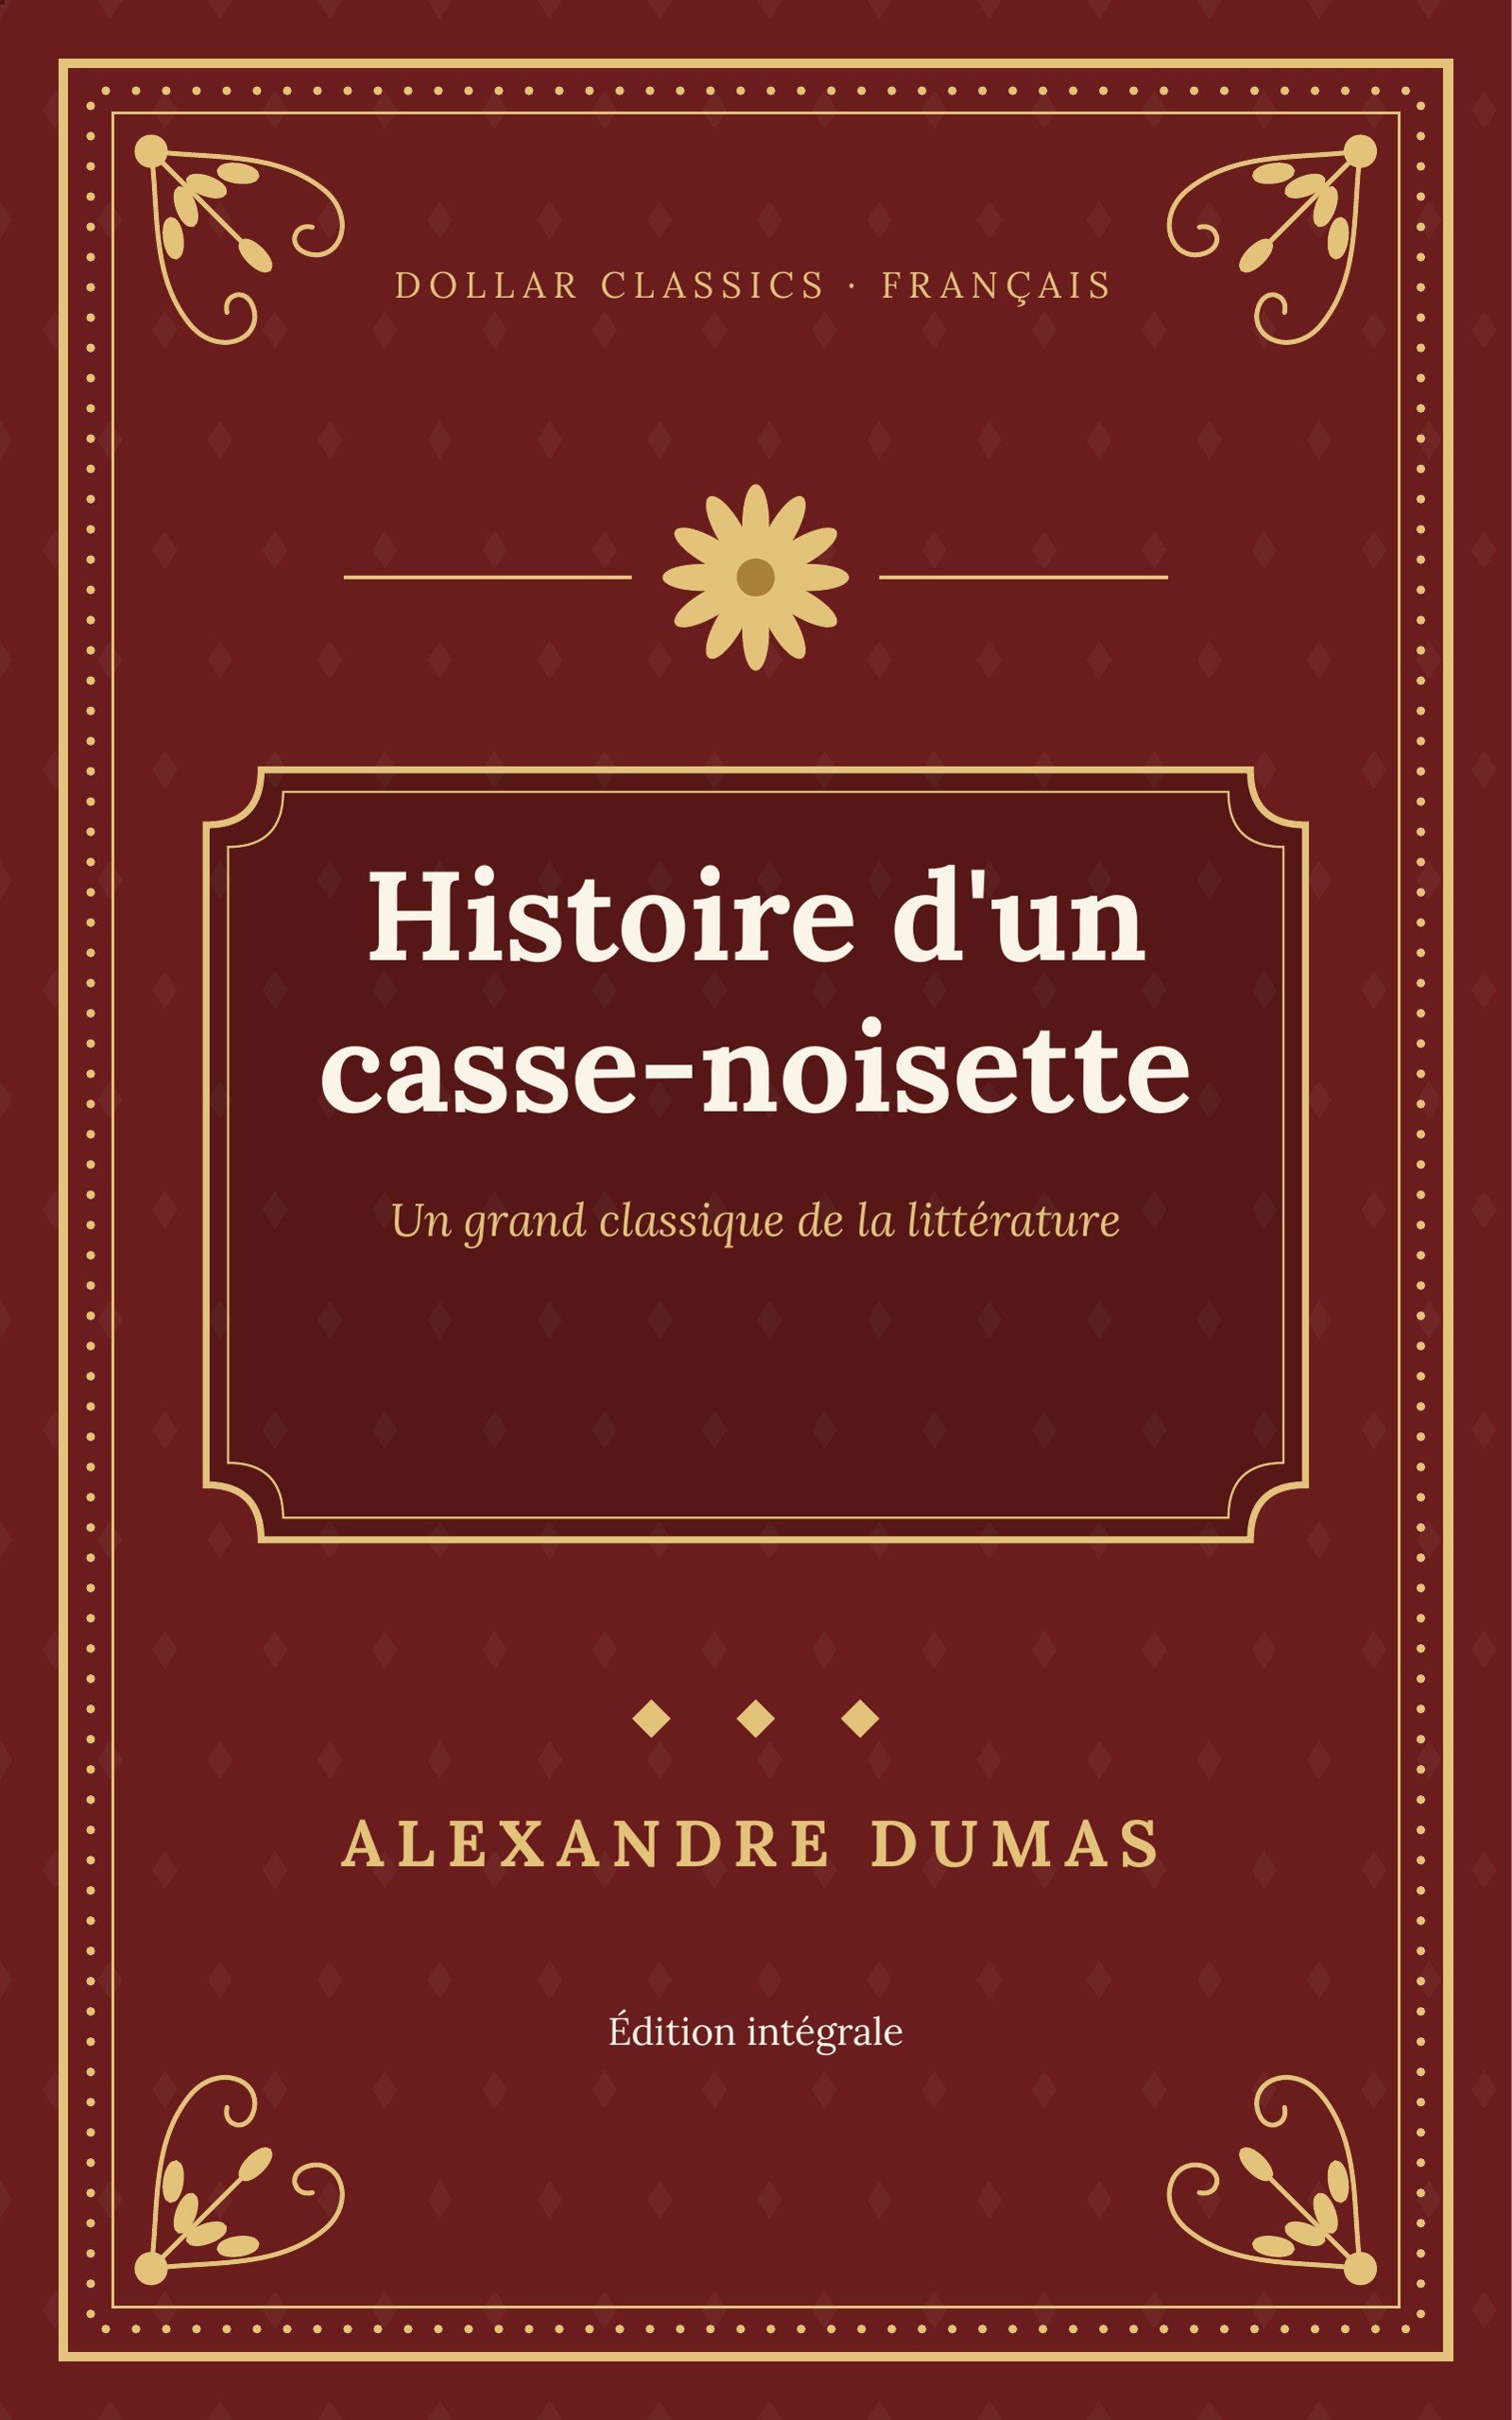 DOLLAR CLASSICS · FRANÇAIS
Histoire d'un
casse-noisette
Un grand classique de la littérature
ALEXANDRE DUMAS
Édition intégrale